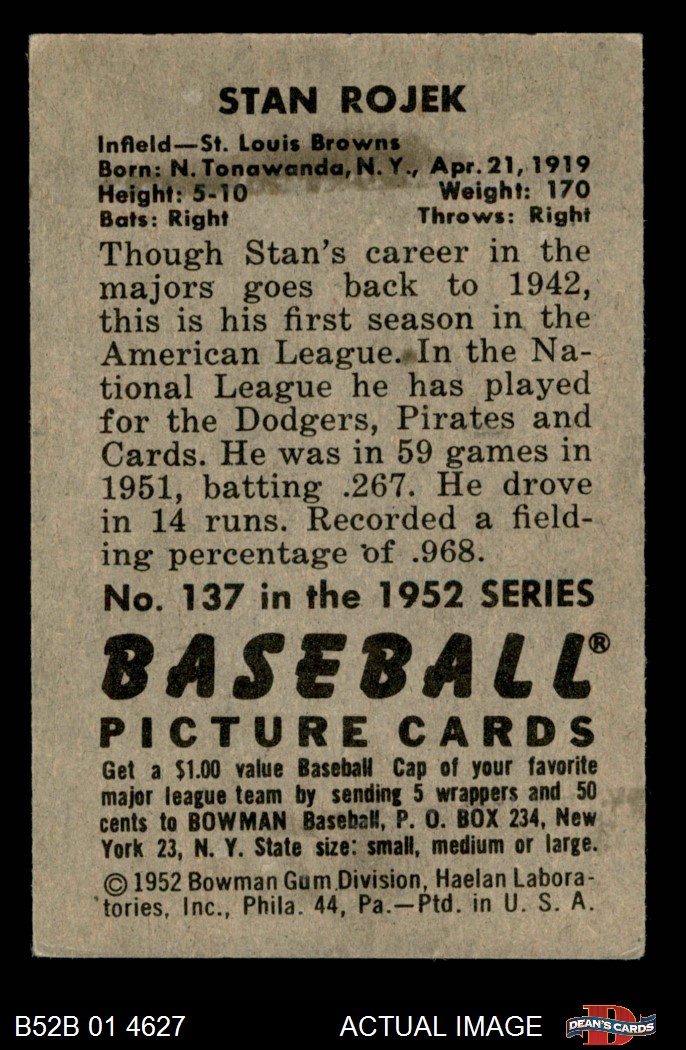 STAN ROJEK
Infield—St. Louis Browns
Born: N. Tonawanda, N. Y., Apr. 21, 1919
Height: 5-10 Weight: 170
Bats: Right Throws: Right
Though Stan's career in the
majors goes back to 1942,
this is his first season in the
American League. In the Na-
tional League he has played
for the Dodgers, Pirates and
Cards. He was in 59 games in
1951, batting .267. He drove
in 14 runs. Recorded a field-
ing percentage of .968.
No. 137 in the 1952 SERIES
BASEBALL®
PICTURE CARDS
Get a $1.00 value Baseball Cap of your favorite
major league team by sending 5 wrappers and 50
cents to BOWMAN Baseball, P. O. BOX 234, New
York 23, N. Y. State size: small, medium or large.
© 1952 Bowman Gum Division, Haelan Labora-
tories, Inc., Phila. 44, Pa.—Ptd. in U. S. A.
B52B 01 4627 ACTUAL IMAGE D DEAN'S CARDS